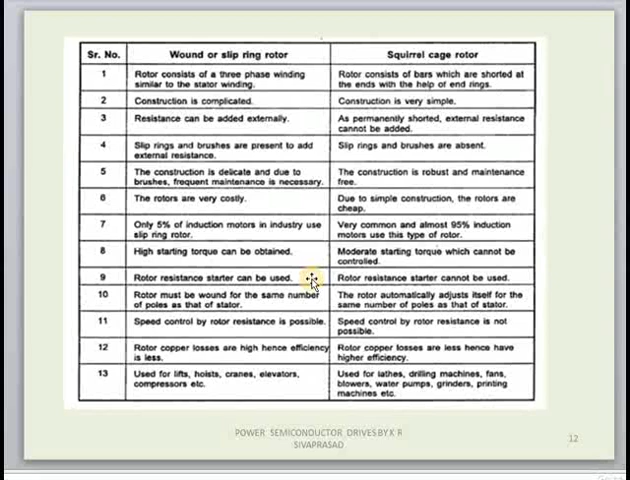 Sr. No. Wound or slip ring rotor Squirrel cage rotor
1 Rotor consists of a three phase winding Rotor consists of bars which are shorted at
similar to the stator winding. the ends with the help of end rings.
2 Construction is complicated. Construction is very simple.
3 Resistance can be added externally. As permanently shorted, external resistance
cannot be added.
4 Slip rings and brushes are present to add Slip rings and brushes are absent.
external resistance.
5 The construction is delicate and due to The construction is robust and maintenance
brushes, frequent maintenance is necessary. free.
6 The rotors are very costly. Due to simple construction, the rotors are
cheap.
7 Only 5% of induction motors in industry use Very common and almost 95% induction
slip ring rotor. motors use this type of rotor.
8 High starting torque can be obtained. Moderate starting torque which cannot be
controlled.
9 Rotor resistance starter can be used. Rotor resistance starter cannot be used.
10 Rotor must be wound for the same number The rotor automatically adjusts itself for the
of poles as that of stator. same number of poles as that of stator.
11 Speed control by rotor resistance is possible. Speed control by rotor resistance is not
possible.
12 Rotor copper losses are high hence efficiency Rotor copper losses are less hence have
is less. higher efficiency.
13 Used for lifts, hoists, cranes, elevators, Used for lathes, drilling machines, fans,
compressors etc. blowers, water pumps, grinders, printing
machines etc.
POWER SEMICONDUCTOR DRIVES BY K R
SIVAPRASAD
12